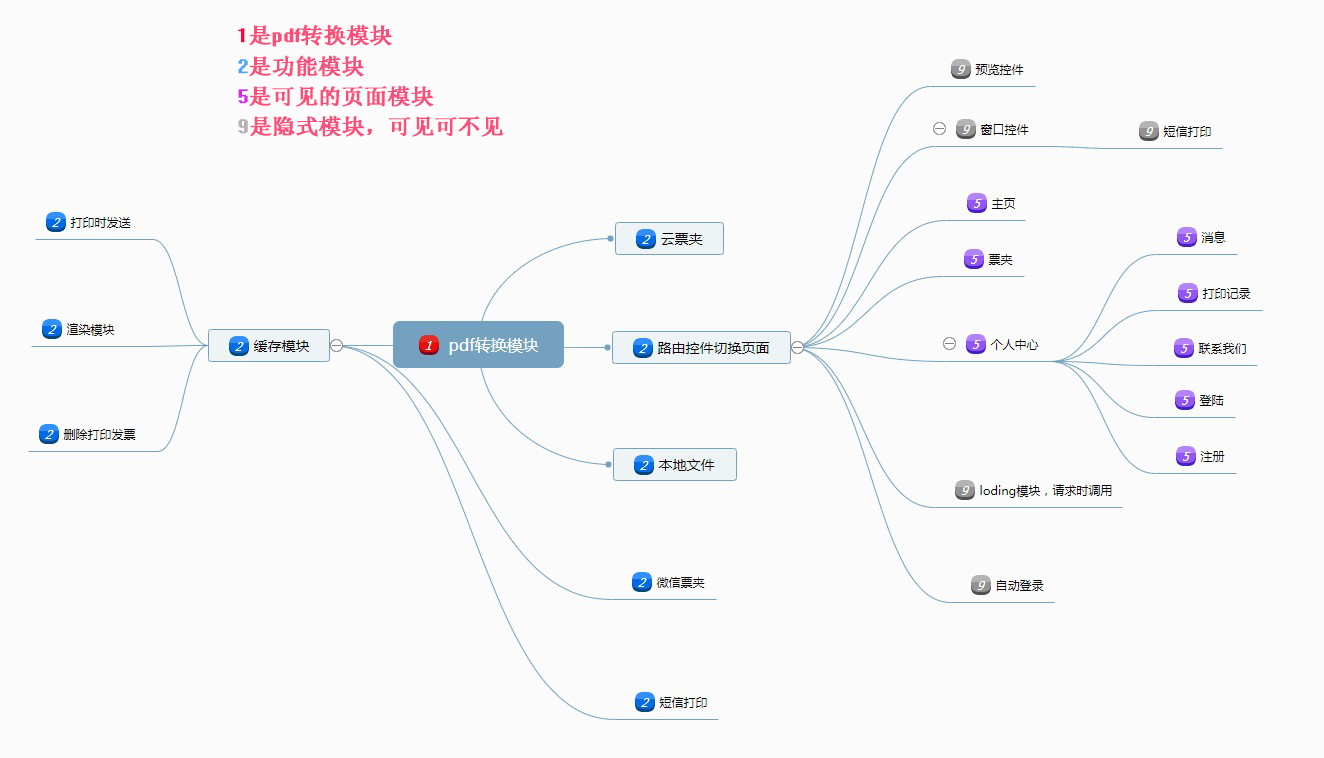 1是pdf转换模块
2是功能模块
5是可见的页面模块
9是隐式模块，可见可不见
2 打印时发送
2 渲染模块
2 删除打印发票
2 缓存模块
1 pdf转换模块
2 云票夹
2 路由控件切换页面
2 本地文件
2 微信票夹
2 短信打印
9 预览控件
9 窗口控件
9 短信打印
5 主页
5 票夹
5 个人中心
5 消息
5 打印记录
5 联系我们
5 登陆
5 注册
9 loding模块，请求时调用
9 自动登录